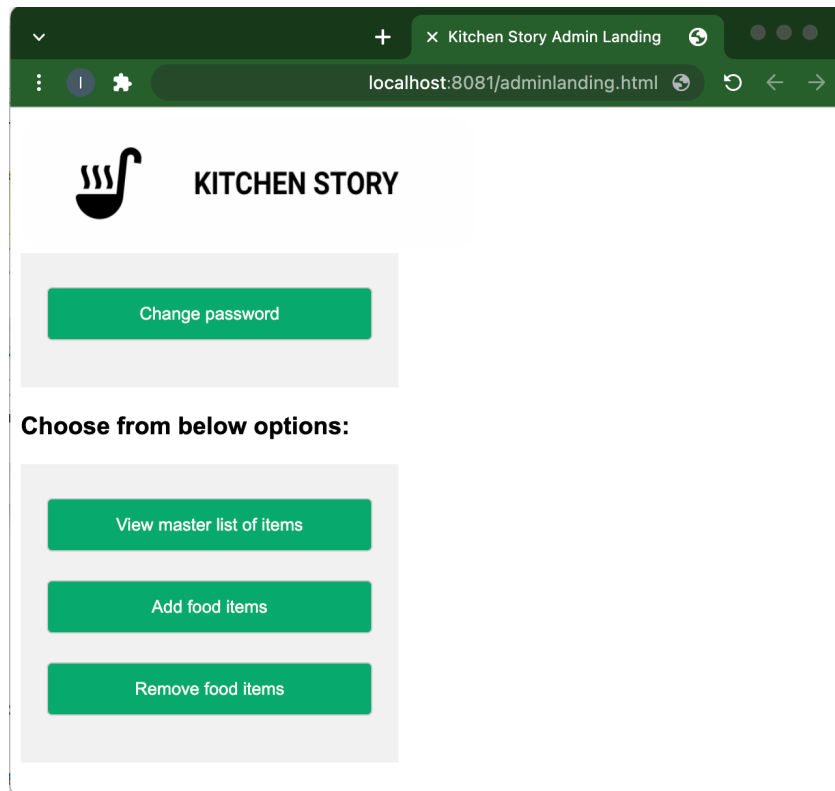 Kitchen Story Admin Landing
I
localhost:8081/adminlanding.html
KITCHEN STORY
Change password
Choose from below options:
View master list of items
Add food items
Remove food items